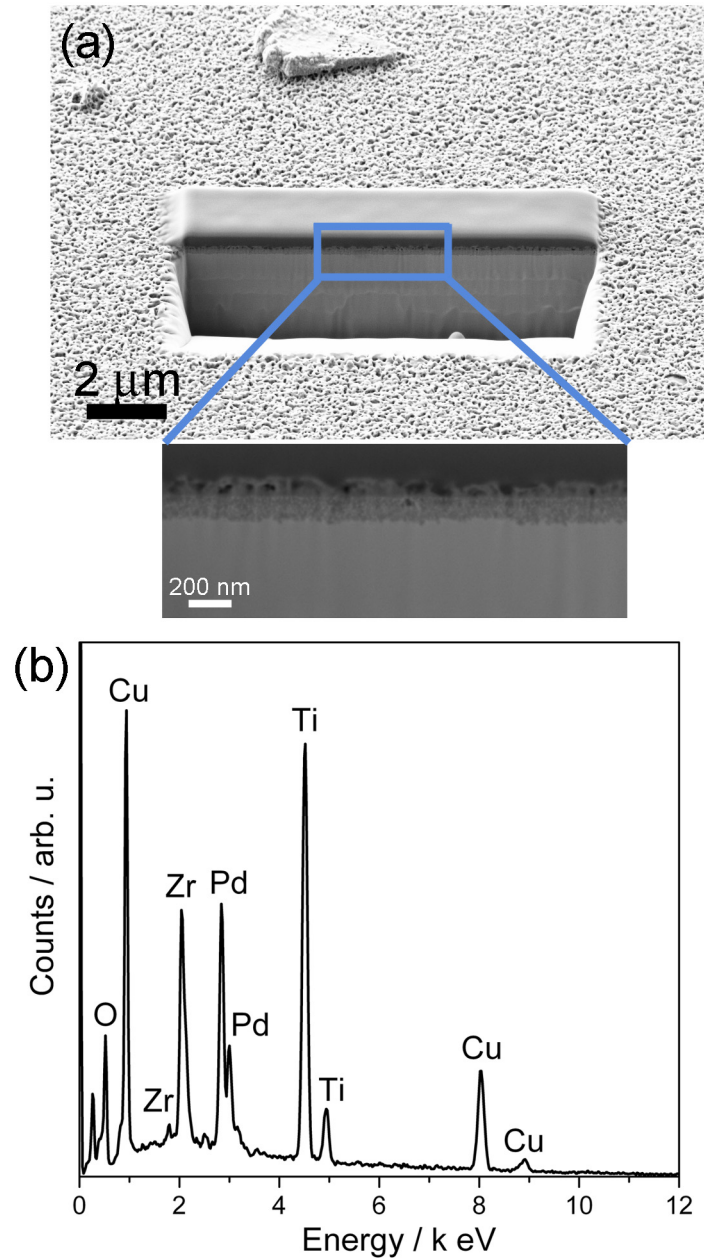 (a)
2 μm
200 nm
(b)
Cu
Ti
Zr Pd
O
Pd
Zr
Ti
Cu
Cu
Counts / arb. u.
0 2 4 6 8 10 12
Energy / k eV